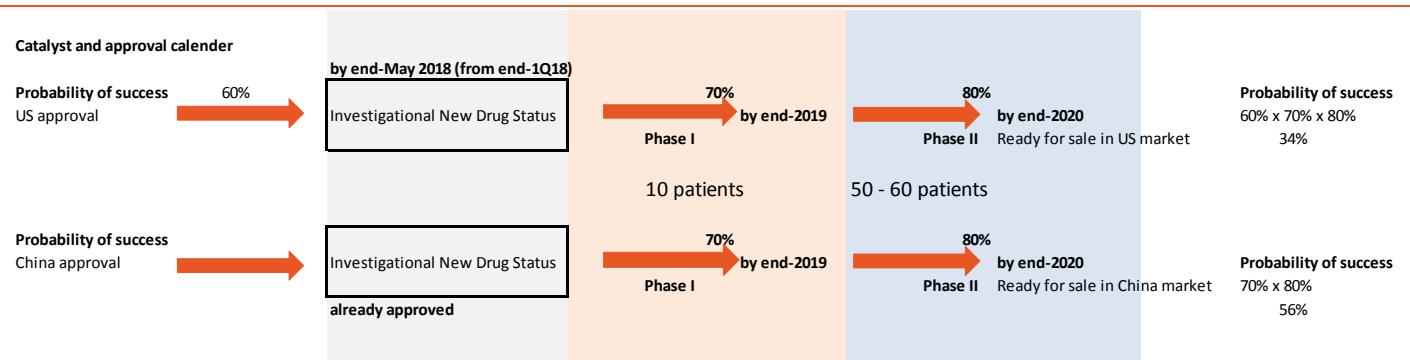 Catalyst and approval calender
by end-May 2018 (from end-1Q18)
Probability of success 60% 70% 80% Probability of success
US approval Investigational New Drug Status by end-2019 by end-2020 60% x 70% x 80%
Phase I Phase II Ready for sale in US market 34%
10 patients 50 - 60 patients
Probability of success 70% 80%
China approval Investigational New Drug Status by end-2019 by end-2020 Probability of success
Phase I Phase II Ready for sale in China market 70% x 80%
already approved 56%